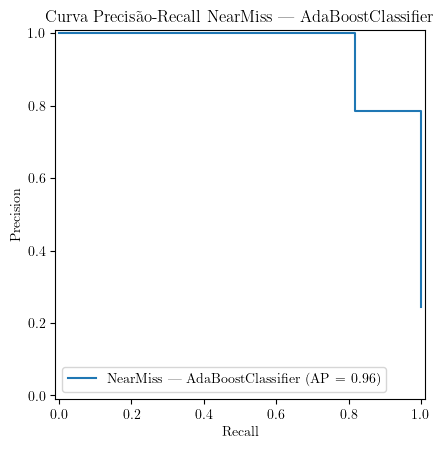 Curva Precisão-Recall NearMiss — AdaBoostClassifier
1.0
0.8
0.6
0.4
0.2
0.0
Precision
NearMiss — AdaBoostClassifier (AP = 0.96)
0.0 0.2 0.4 0.6 0.8 1.0
Recall